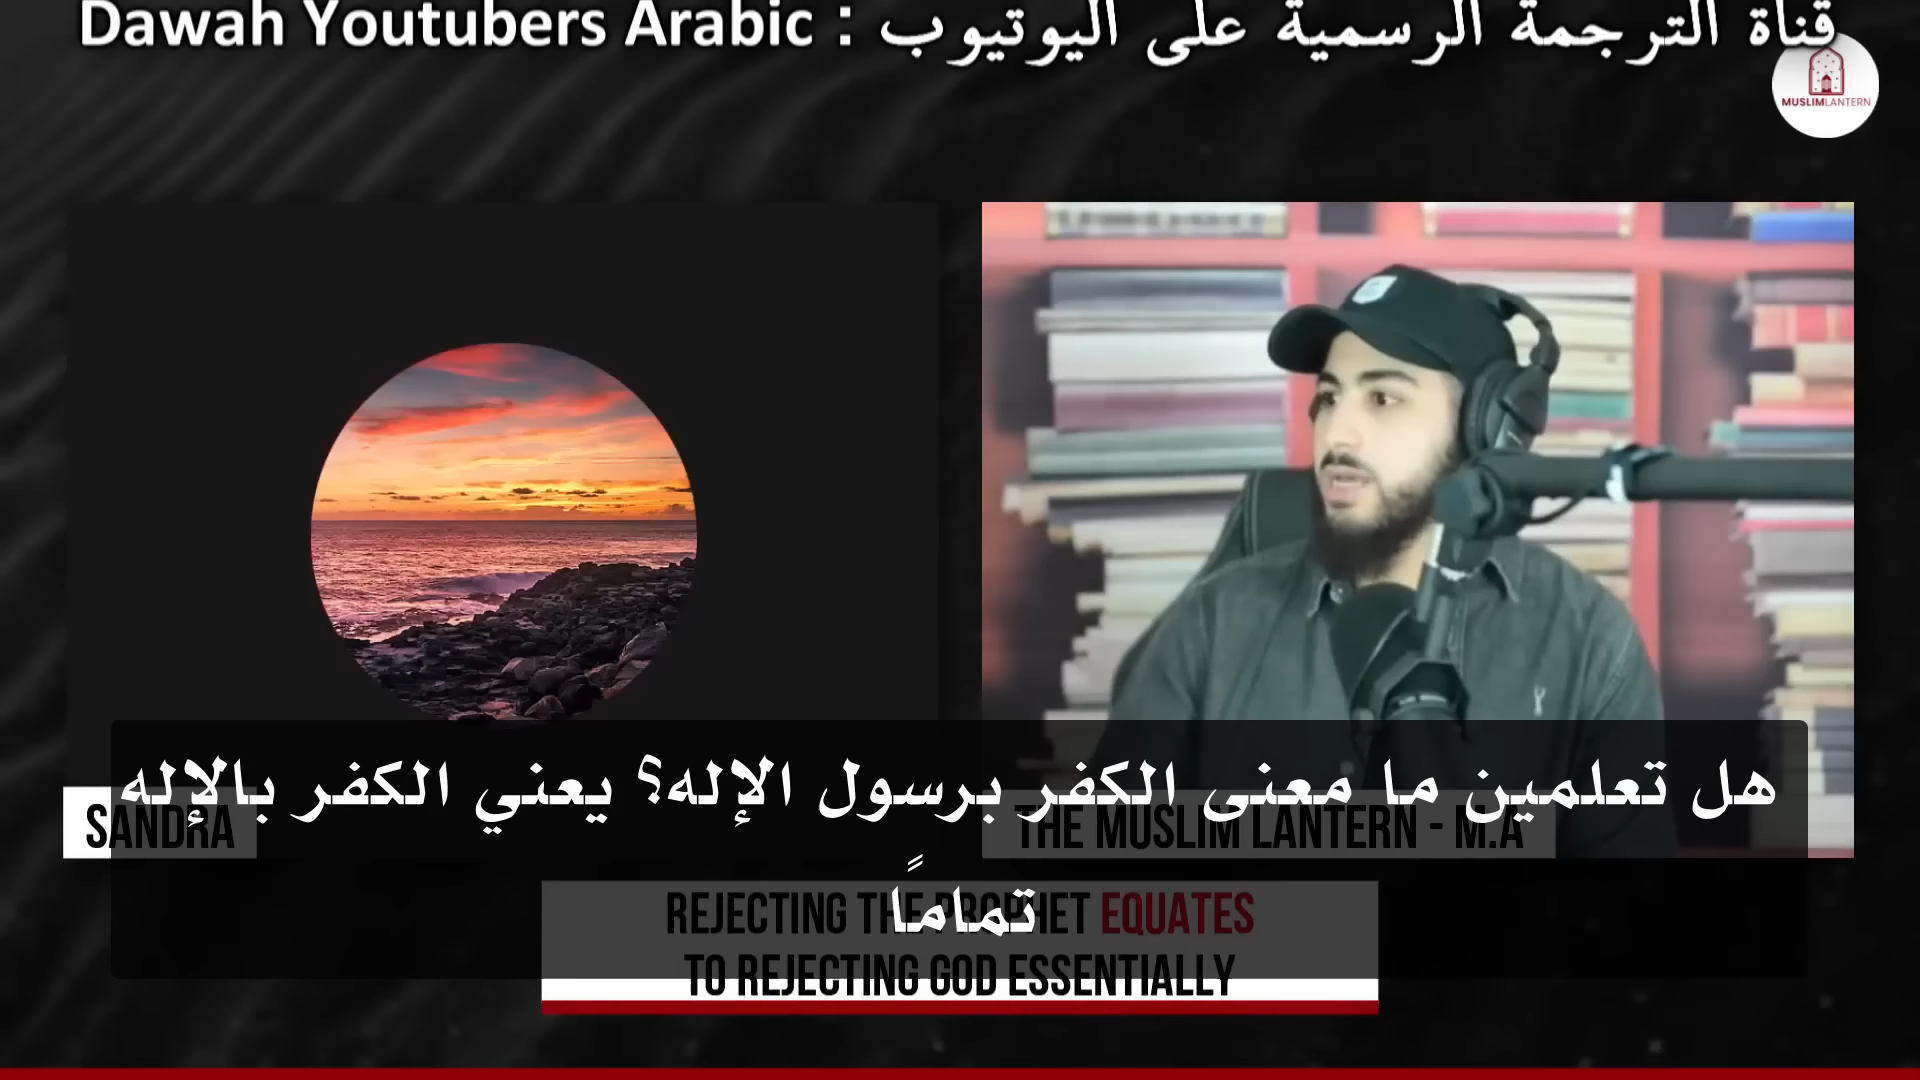 Dawah Youtubers Arabic : قناة الترجمة الرسمية على اليوتيوب
MUSLIMLANTERN
هل تعلمين ما معنى الكفر برسول الإله؟ يعني الكفر بالإله
تماماً
SANDRA
THE MUSLIM LANTERN - M.A
REJECTING THE PROPHET EQUATES
TO REJECTING GOD ESSENTIALLY